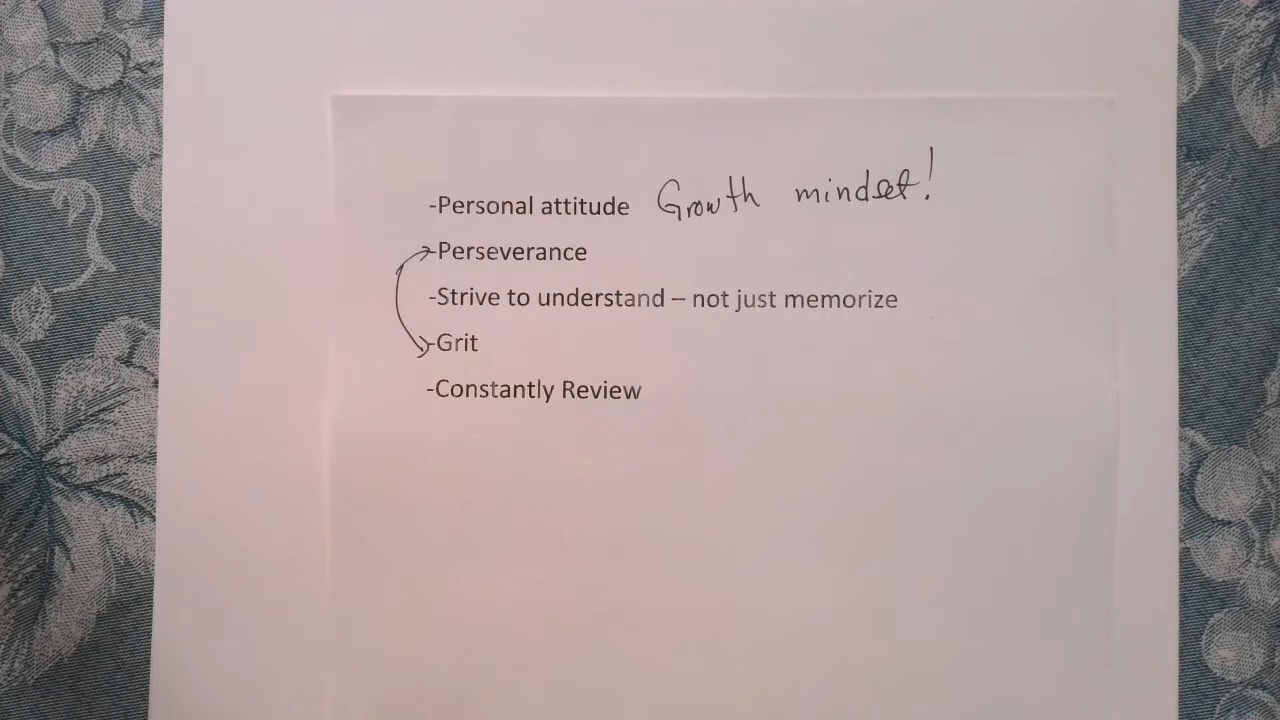 -Personal attitude Growth mindset!
-Perseverance
-Strive to understand – not just memorize
-Grit
-Constantly Review